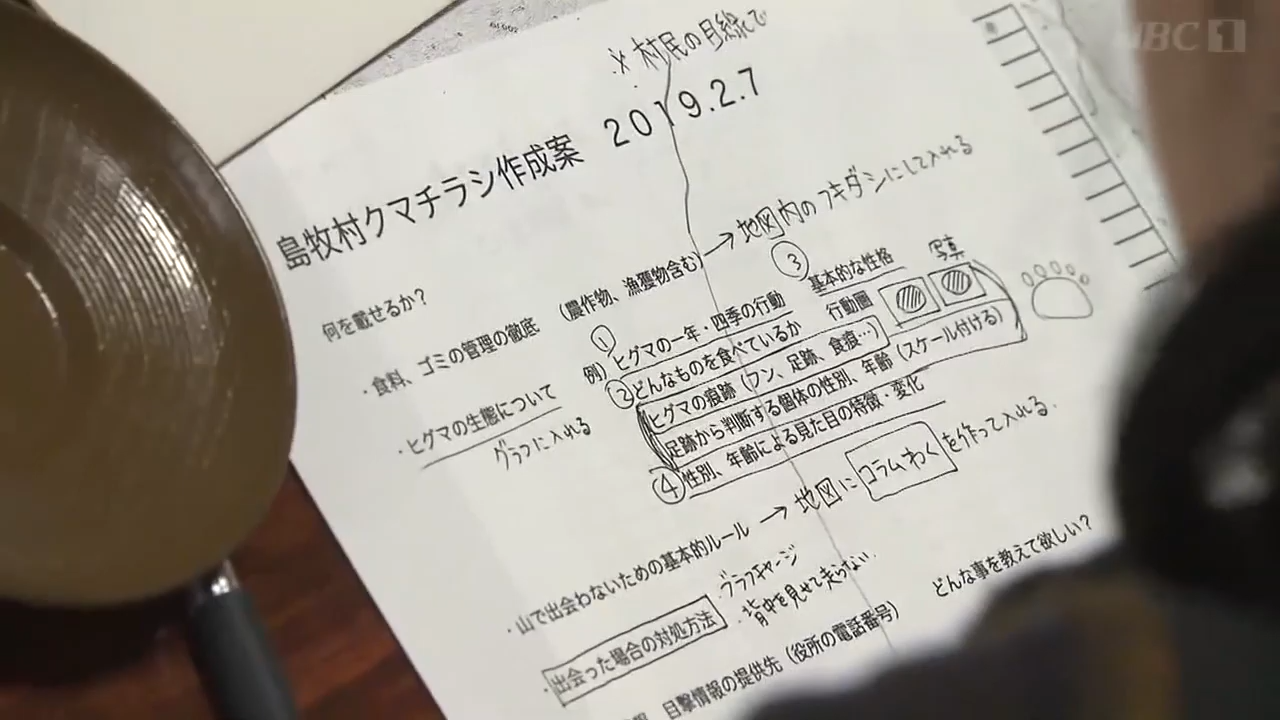 HBC 1
※村民の目線で
島牧村クマチラシ作成案 2019.2.7
何を載せるか?
・食料、ゴミの管理の徹底 (農作物、漁獲物含む) → 地図内のフキダシにして入れる
・ヒグマの生態について
グラフに入れる
例) ①ヒグマの一年・四季の行動
③基本的な性格
行動圏
写真
②どんなものを食べているか
ヒグマの痕跡(フン、足跡、食痕…)
足跡から判断する個体の性別、年齢(スケール付ける)
④性別、年齢による見た目の特徴・変化
・山で出会わないための基本的ルール → 地図にコラムわくを作って入れる.
・出会った場合の対処方法
ブラフチャージ
・背中を見せて走らない.
どんな事を教えて欲しい?
目撃情報の提供先(役所の電話番号)